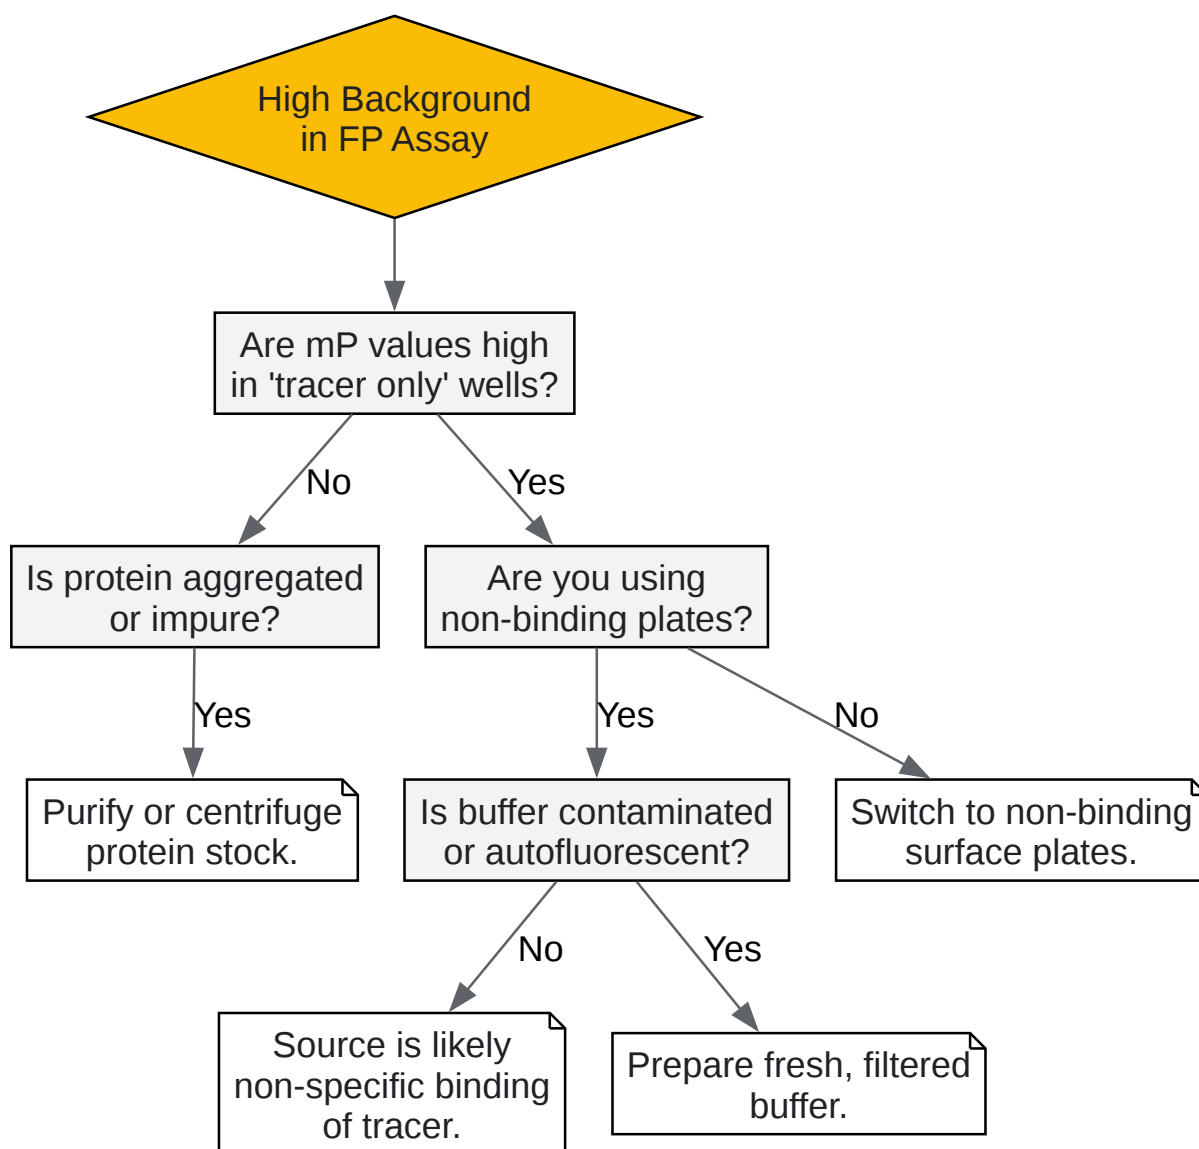 High Background
in FP Assay
Are mP values high
in 'tracer only' wells?
No
Yes
Is protein aggregated
or impure?
Are you using
non-binding plates?
Yes
Yes
No
Purify or centrifuge
protein stock.
Is buffer contaminated
or autofluorescent?
Switch to non-binding
surface plates.
No
Yes
Source is likely
non-specific binding
of tracer.
Prepare fresh, filtered
buffer.